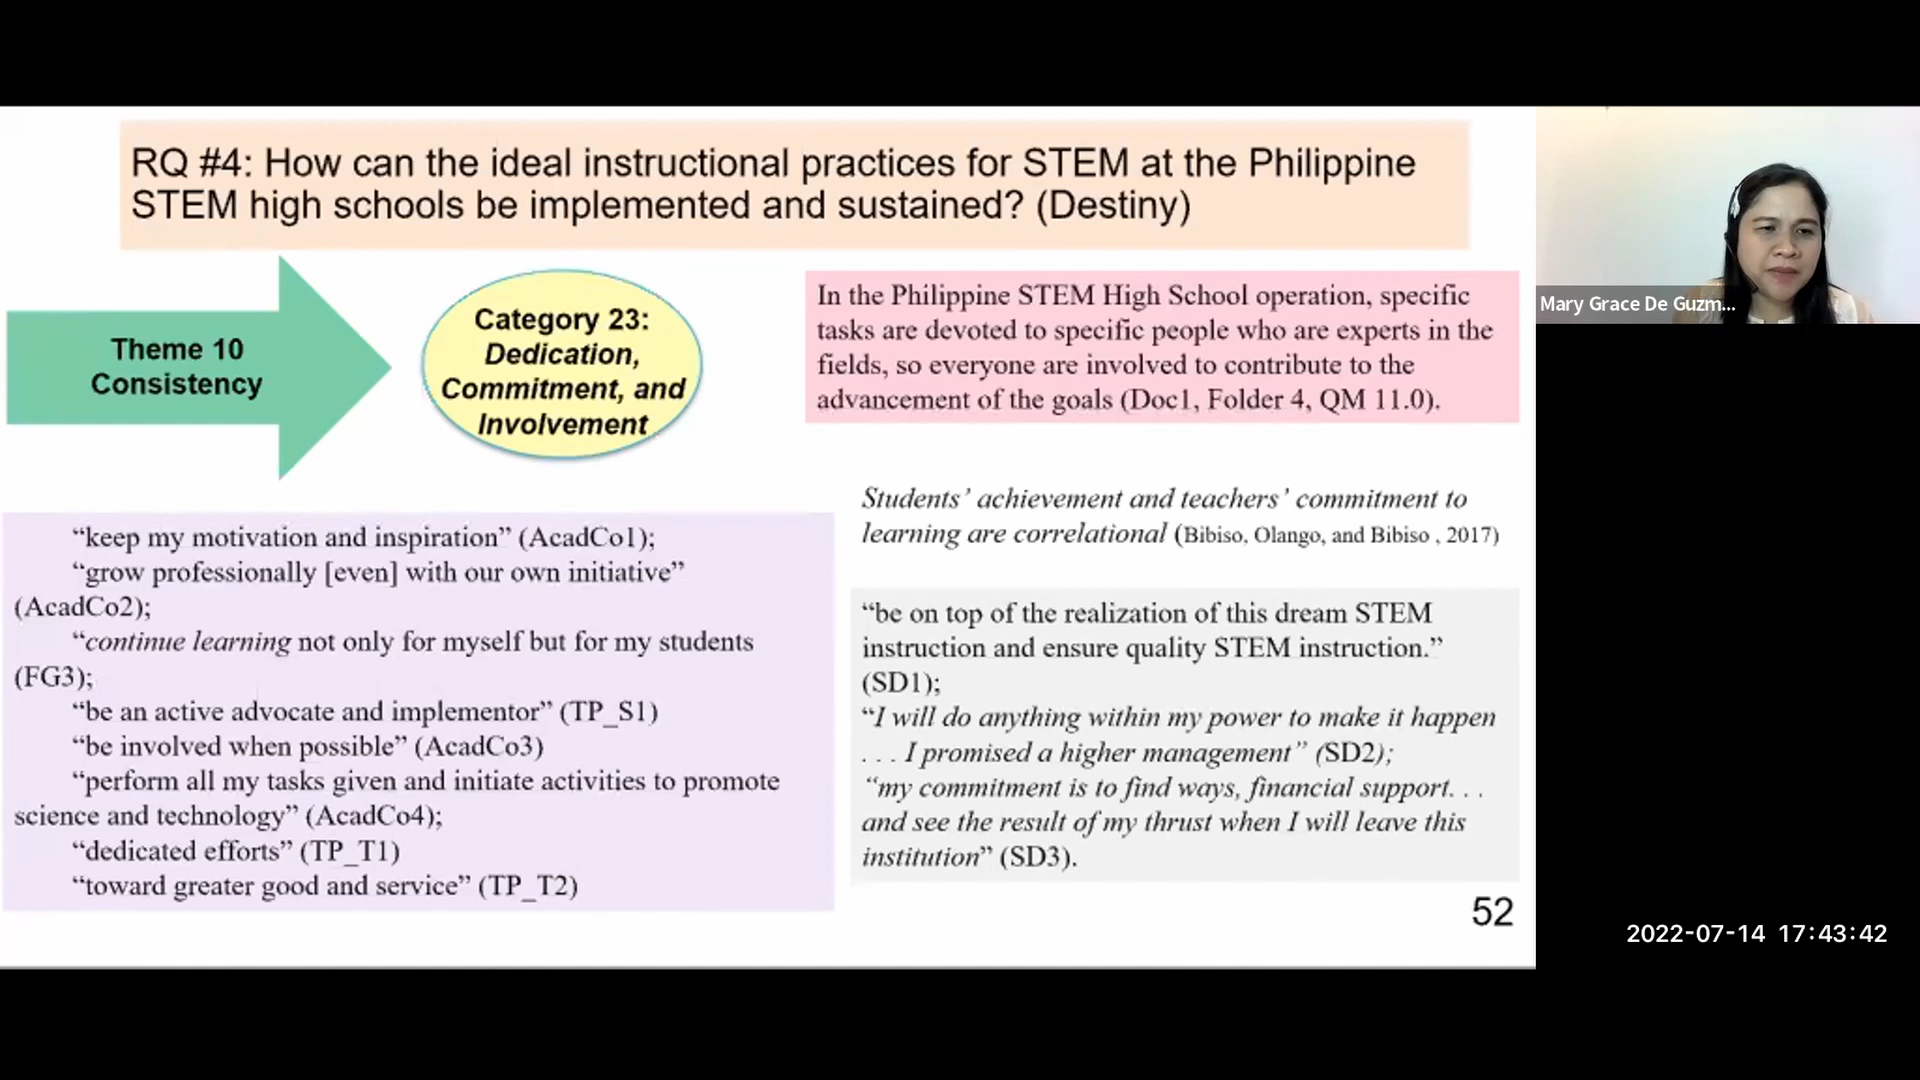 RQ #4: How can the ideal instructional practices for STEM at the Philippine
STEM high schools be implemented and sustained? (Destiny)
Theme 10
Consistency
Category 23:
Dedication,
Commitment, and
Involvement
In the Philippine STEM High School operation, specific
tasks are devoted to specific people who are experts in the
fields, so everyone are involved to contribute to the
advancement of the goals (Doc1, Folder 4, QM 11.0).
“keep my motivation and inspiration” (AcadCo1);
“grow professionally [even] with our own initiative”
(AcadCo2);
“continue learning not only for myself but for my students
(FG3);
“be an active advocate and implementor” (TP_S1)
“be involved when possible” (AcadCo3)
“perform all my tasks given and initiate activities to promote
science and technology” (AcadCo4);
“dedicated efforts” (TP_T1)
“toward greater good and service” (TP_T2)
Students’ achievement and teachers’ commitment to
learning are correlational (Bibiso, Olango, and Bibiso , 2017)
“be on top of the realization of this dream STEM
instruction and ensure quality STEM instruction.”
(SD1);
“I will do anything within my power to make it happen
. . . I promised a higher management” (SD2);
“my commitment is to find ways, financial support. . .
and see the result of my thrust when I will leave this
institution” (SD3).
52
Mary Grace De Guzm...
2022-07-14 17:43:42